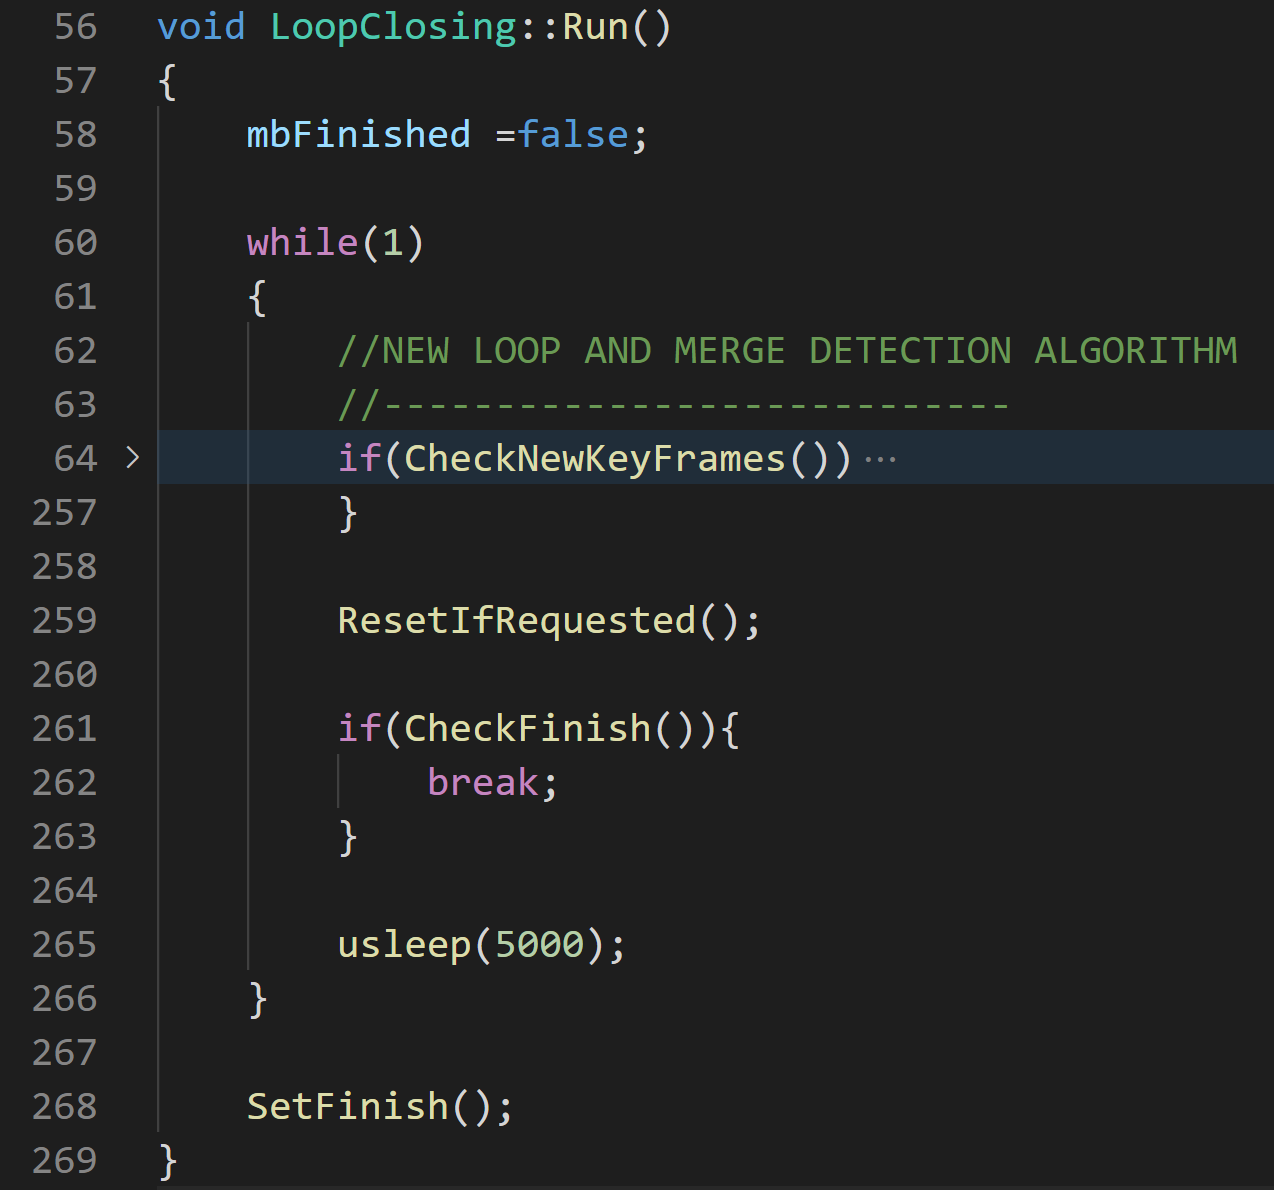 56 void LoopClosing::Run()
57 {
58     mbFinished =false;
59
60     while(1)
61     {
62         //NEW LOOP AND MERGE DETECTION ALGORITHM
63         //----------------------------
64 >       if(CheckNewKeyFrames())···
257         }
258
259         ResetIfRequested();
260
261         if(CheckFinish()){
262             break;
263         }
264
265         usleep(5000);
266     }
267
268     SetFinish();
269 }